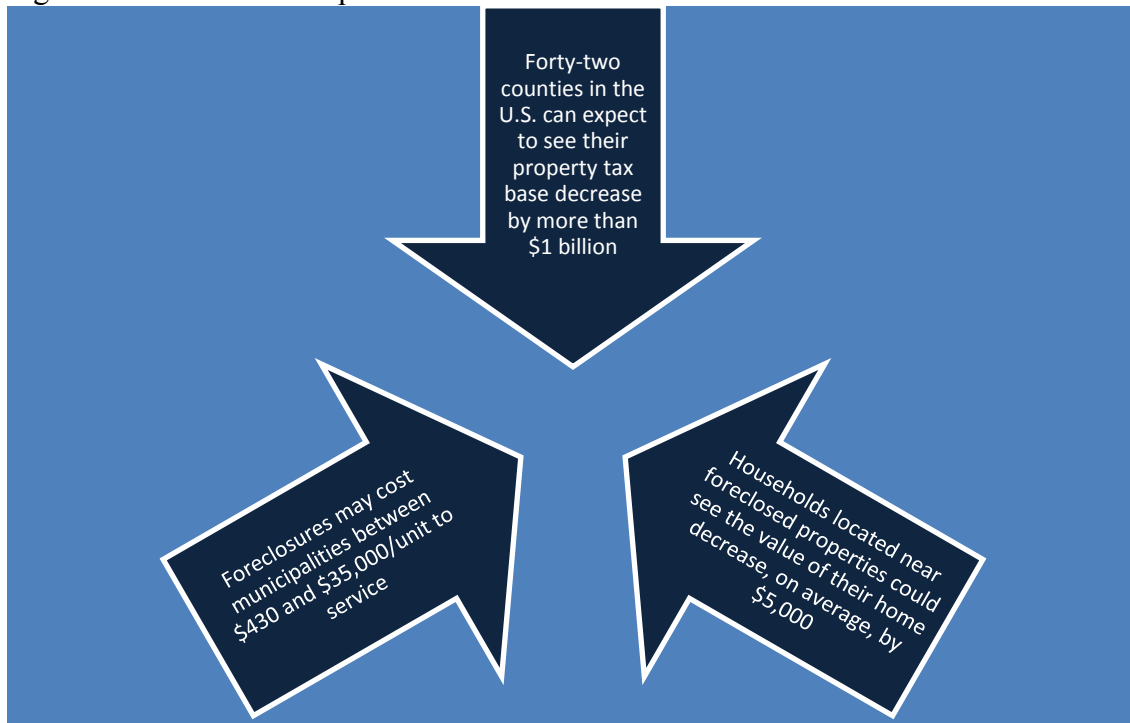 Forty-two
counties in the
U.S. can expect
to see their
property tax
base decrease
by more than
$1 billion
Foreclosures may cost
municipalities between
$430 and $35,000/unit to
service
Households located near
foreclosed properties could
see the value of their home
decrease, on average, by
$5,000